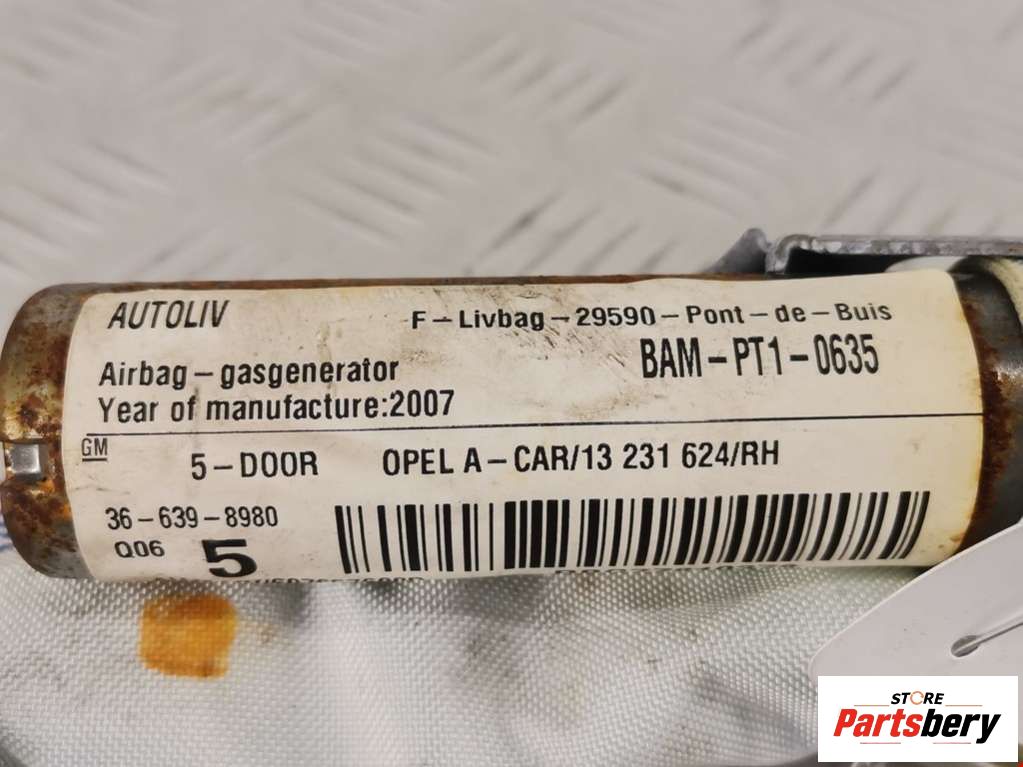 AUTOLIV
F-Livbag-29590-Pont-de-Buis
Airbag-gasgenerator
BAM-PT1-0635
Year of manufacture:2007
GM
5-DOOR OPEL A-CAR/13 231 624/RH
36-639-8980
Q06 5
STORE
Partsbery